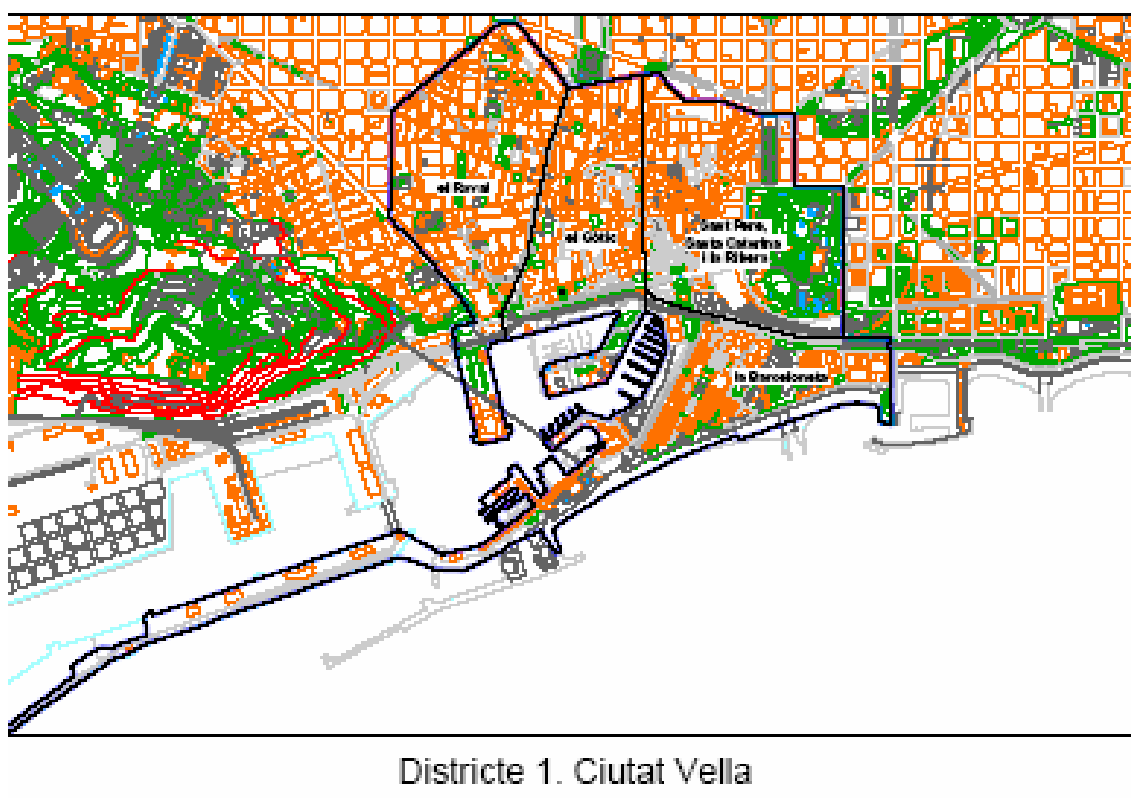 el Raval
el Gòtic
Sant Pere,
Santa Caterina
i la Ribera
la Barceloneta
Districte 1. Ciutat Vella